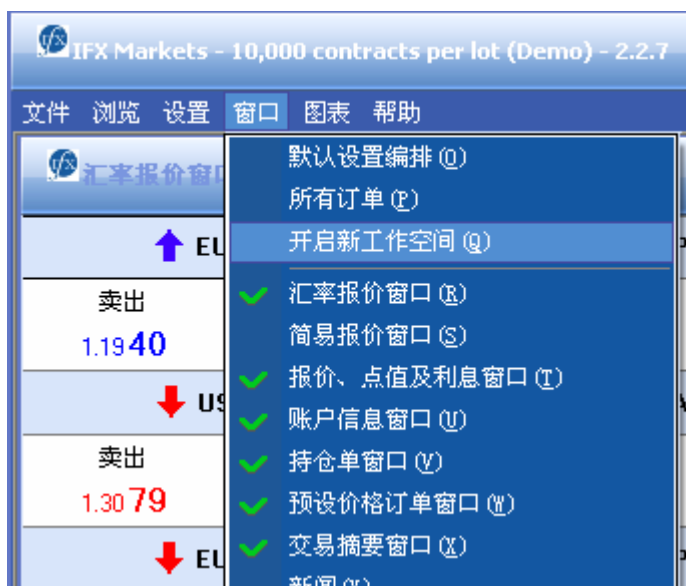 IFX Markets - 10,000 contracts per lot (Demo) - 2.2.7
文件 浏览 设置 窗口 图表 帮助
汇率报价窗口
默认设置编排(O)
所有订单(P)
开启新工作空间(Q)
汇率报价窗口(R)
简易报价窗口(S)
报价、点值及利息窗口(T)
账户信息窗口(U)
持仓单窗口(V)
预设价格订单窗口(W)
交易摘要窗口(X)
EU
卖出
1.1940
US
卖出
1.3079
EU